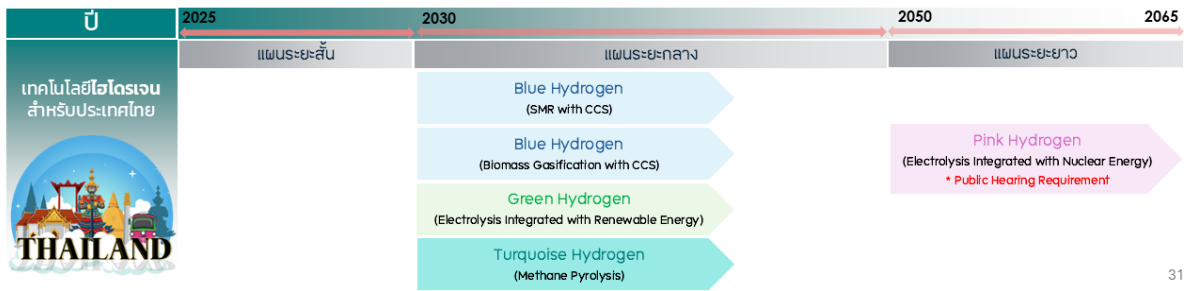 ปี
2025
2030
2050
2065
แผนระยะสั้น
แผนระยะกลาง
แผนระยะยาว
เทคโนโลยีไฮโดรเจน
สำหรับประเทศไทย
THAILAND
Blue Hydrogen
(SMR with CCS)
Blue Hydrogen
(Biomass Gasification with CCS)
Green Hydrogen
(Electrolysis Integrated with Renewable Energy)
Turquoise Hydrogen
(Methane Pyrolysis)
Pink Hydrogen
(Electrolysis Integrated with Nuclear Energy)
* Public Hearing Requirement
31